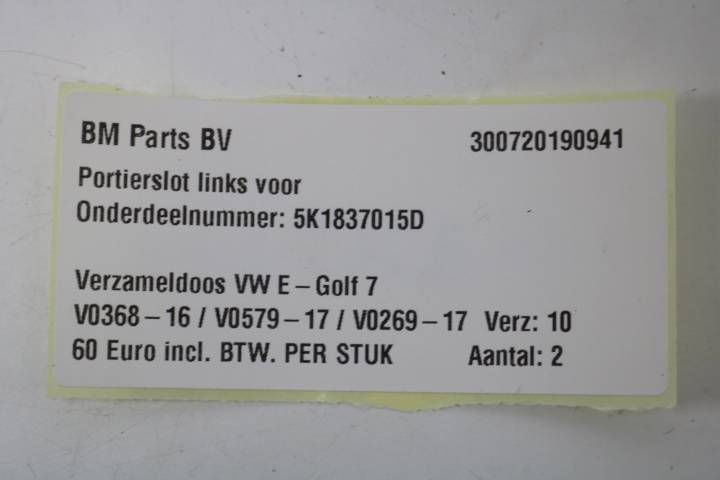 BM Parts BV 300720190941
Portierslot links voor
Onderdeelnummer: 5K1837015D
Verzameldoos VW E-Golf 7
V0368-16 / V0579-17 / V0269-17 Verz: 10
60 Euro incl. BTW. PER STUK Aantal: 2